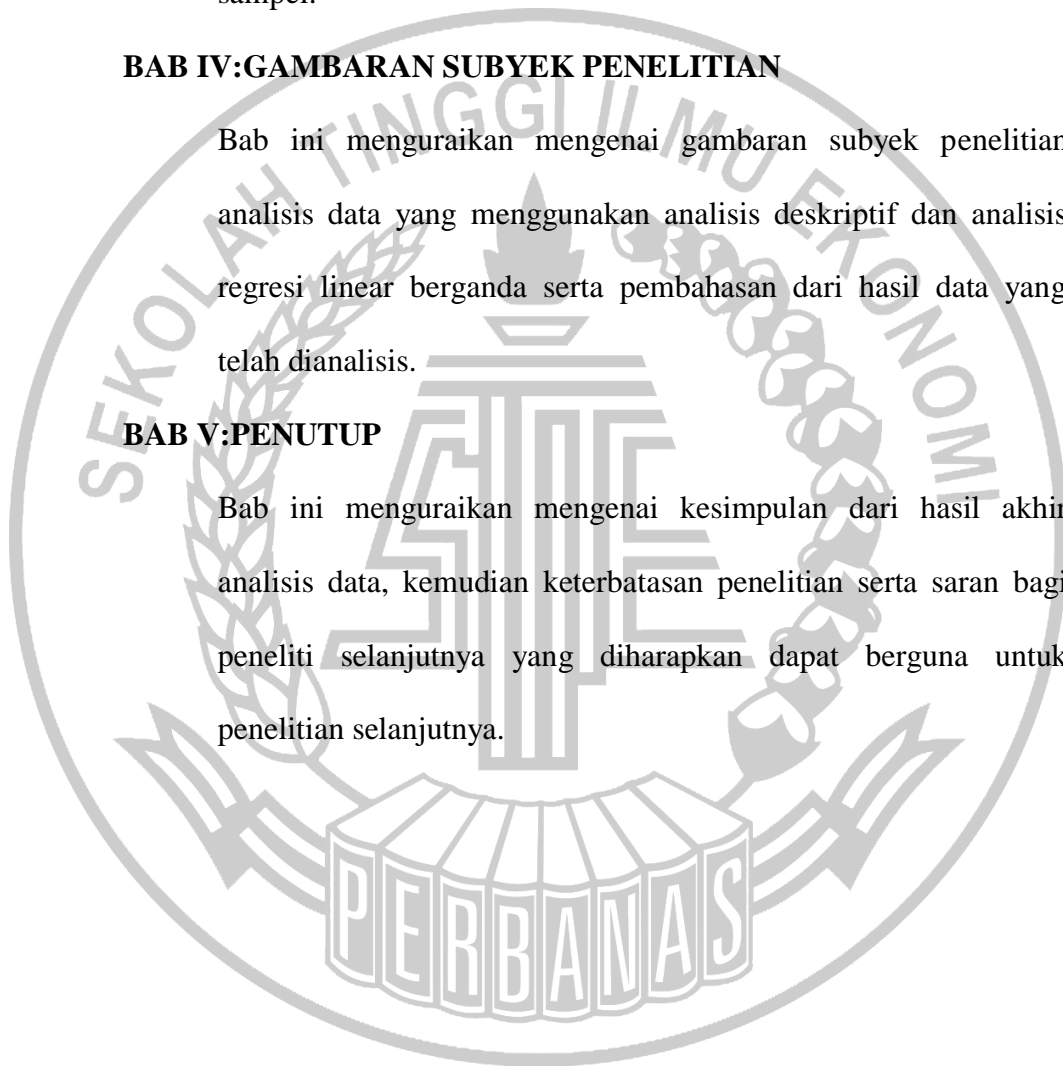 sampel.
BAB IV:GAMBARAN SUBYEK PENELITIAN
Bab ini menguraikan mengenai gambaran subyek penelitian
analisis data yang menggunakan analisis deskriptif dan analisis
regresi linear berganda serta pembahasan dari hasil data yang
telah dianalisis.
BAB V:PENUTUP
Bab ini menguraikan mengenai kesimpulan dari hasil akhir
analisis data, kemudian keterbatasan penelitian serta saran bagi
peneliti selanjutnya yang diharapkan dapat berguna untuk
penelitian selanjutnya.
SEKOLAH TINGGI ILMU EKONOMI
STIE
PERBANAS